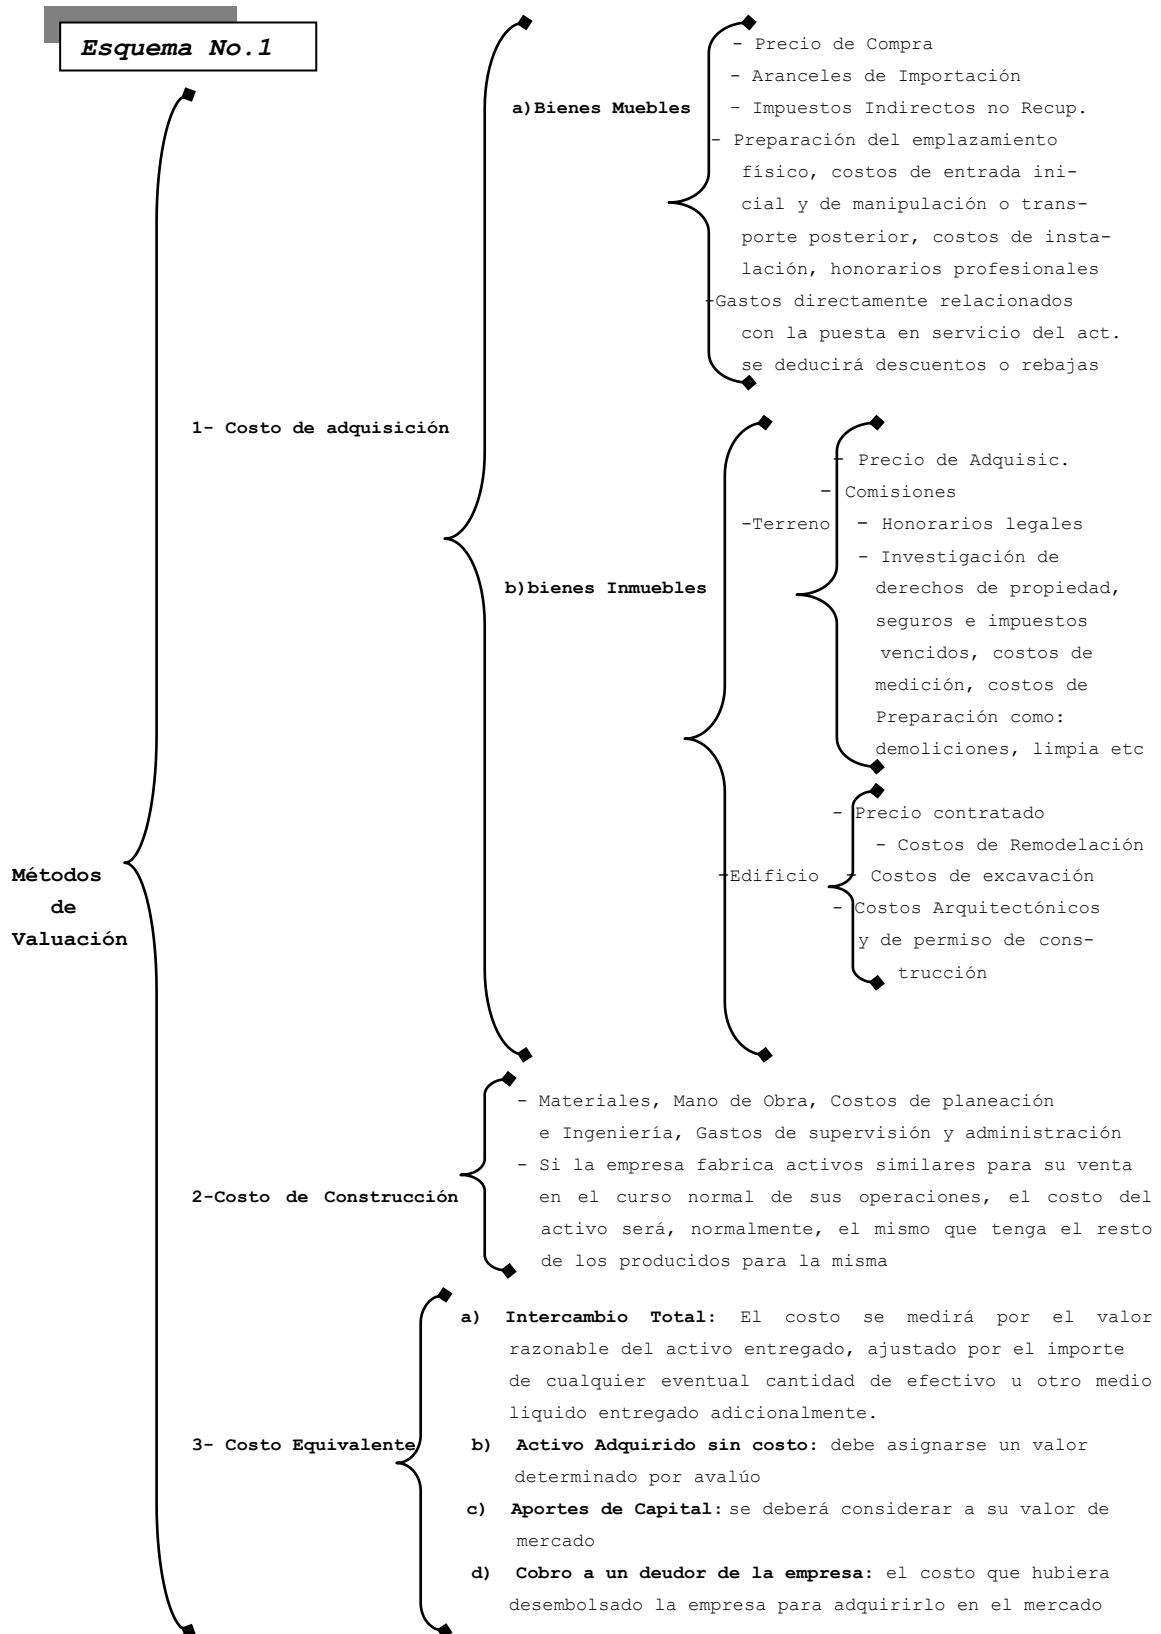 Esquema No.1
- Precio de Compra
- Aranceles de Importación
a)Bienes Muebles
- Impuestos Indirectos no Recup.
- Preparación del emplazamiento
físico, costos de entrada ini-
cial y de manipulación o trans-
porte posterior, costos de insta-
lación, honorarios profesionales
-Gastos directamente relacionados
con la puesta en servicio del act.
se deducirá descuentos o rebajas
1- Costo de adquisición
- Precio de Adquisic.
- Comisiones
-Terreno - Honorarios legales
- Investigación de
b)bienes Inmuebles
derechos de propiedad,
seguros e impuestos
vencidos, costos de
medición, costos de
Preparación como:
demoliciones, limpia etc
- Precio contratado
- Costos de Remodelación
-Edificio - Costos de excavación
- Costos Arquitectónicos
y de permiso de cons-
trucción
Métodos
de
Valuación
- Materiales, Mano de Obra, Costos de planeación
e Ingeniería, Gastos de supervisión y administración
- Si la empresa fabrica activos similares para su venta
2-Costo de Construcción
en el curso normal de sus operaciones, el costo del
activo será, normalmente, el mismo que tenga el resto
de los producidos para la misma
a) Intercambio Total: El costo se medirá por el valor
razonable del activo entregado, ajustado por el importe
de cualquier eventual cantidad de efectivo u otro medio
liquido entregado adicionalmente.
3- Costo Equivalente
b) Activo Adquirido sin costo: debe asignarse un valor
determinado por avalúo
c) Aportes de Capital: se deberá considerar a su valor de
mercado
d) Cobro a un deudor de la empresa: el costo que hubiera
desembolsado la empresa para adquirirlo en el mercado